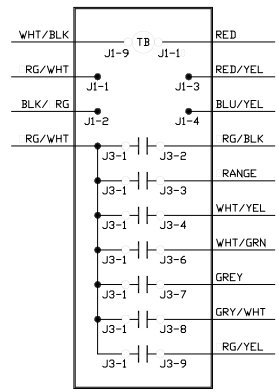 WHT/BLK TB RED
J1-9 J1-1
RG/WHT RED/YEL
J1-1 J1-3
BLK/ RG BLU/YEL
J1-2 J1-4
RG/WHT RG/BLK
J3-1 J3-2
RANGE
J3-1 J3-3
WHT/YEL
J3-1 J3-4
WHT/GRN
J3-1 J3-6
GREY
J3-1 J3-7
GRY/WHT
J3-1 J3-8
RG/YEL
J3-1 J3-9